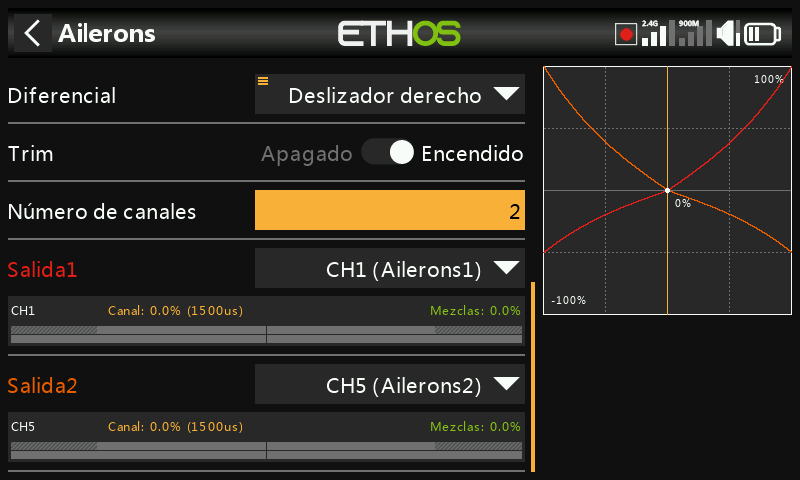 Ailerons
ETHOS
2.4G
900M
Diferencial
Deslizador derecho
Trim
Apagado
Encendido
Número de canales
2
Salida1
CH1 (Ailerons1)
CH1
Canal: 0.0% (1500us)
Mezclas: 0.0%
Salida2
CH5 (Ailerons2)
CH5
Canal: 0.0% (1500us)
Mezclas: 0.0%
100%
0%
-100%